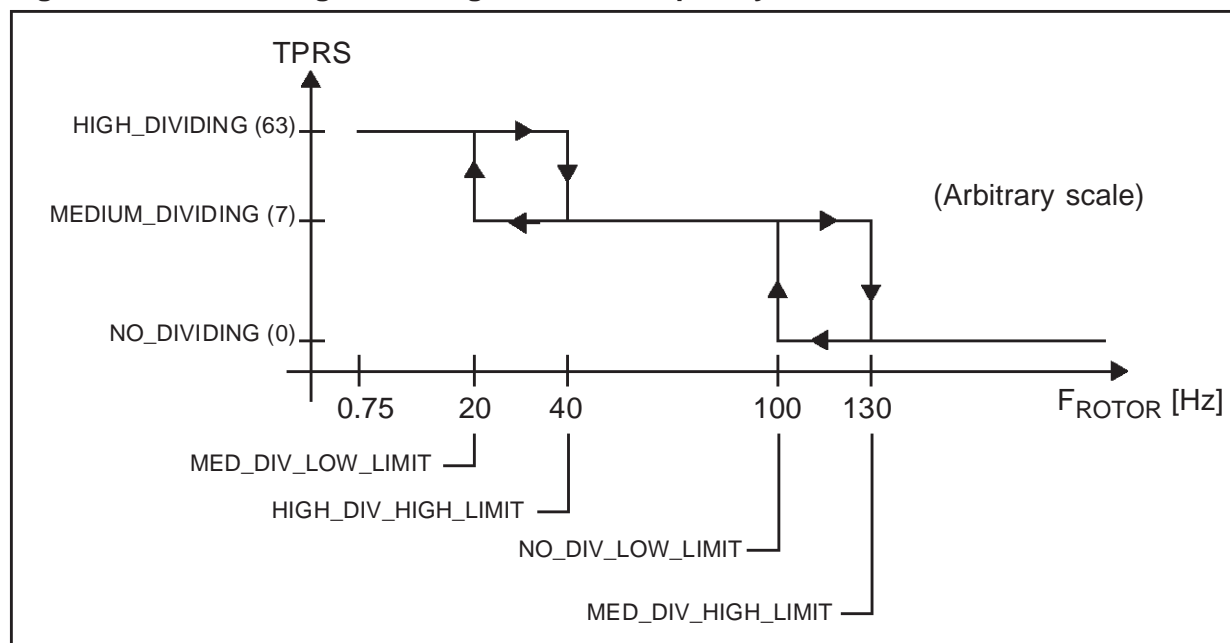 TPRS
HIGH_DIVIDING (63)
MEDIUM_DIVIDING (7)
(Arbitrary scale)
NO_DIVIDING (0)
0.75 20 40 100 130 FROTOR [Hz]
MED_DIV_LOW_LIMIT
HIGH_DIV_HIGH_LIMIT
NO_DIV_LOW_LIMIT
MED_DIV_HIGH_LIMIT